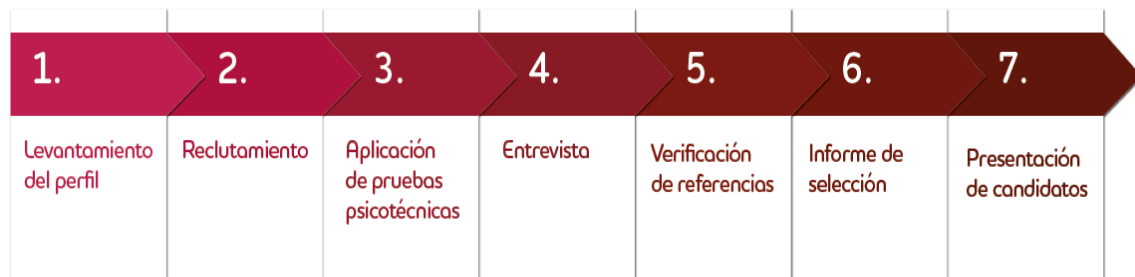 1.
Levantamiento
del perfil
2.
Reclutamiento
3.
Aplicación
de pruebas
psicotécnicas
4.
Entrevista
5.
Verificación
de referencias
6.
Informe de
selección
7.
Presentación
de candidatos